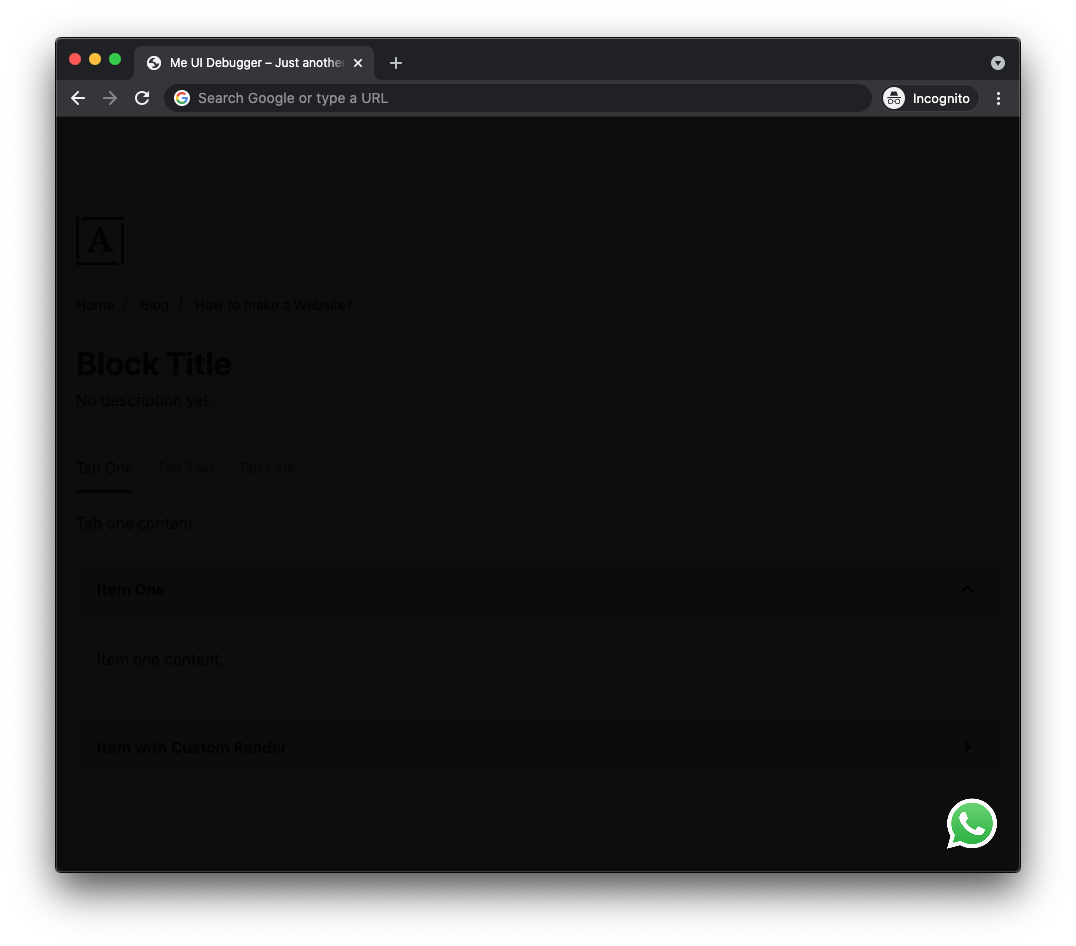 Me UI Debugger – Just another
Search Google or type a URL
Incognito
A
Home / Blog / How to make a Website?
Block Title
No description yet.
Tab One Tab Two Tab Link
Tab one content.
Item One
Item one content.
Item with Custom Render